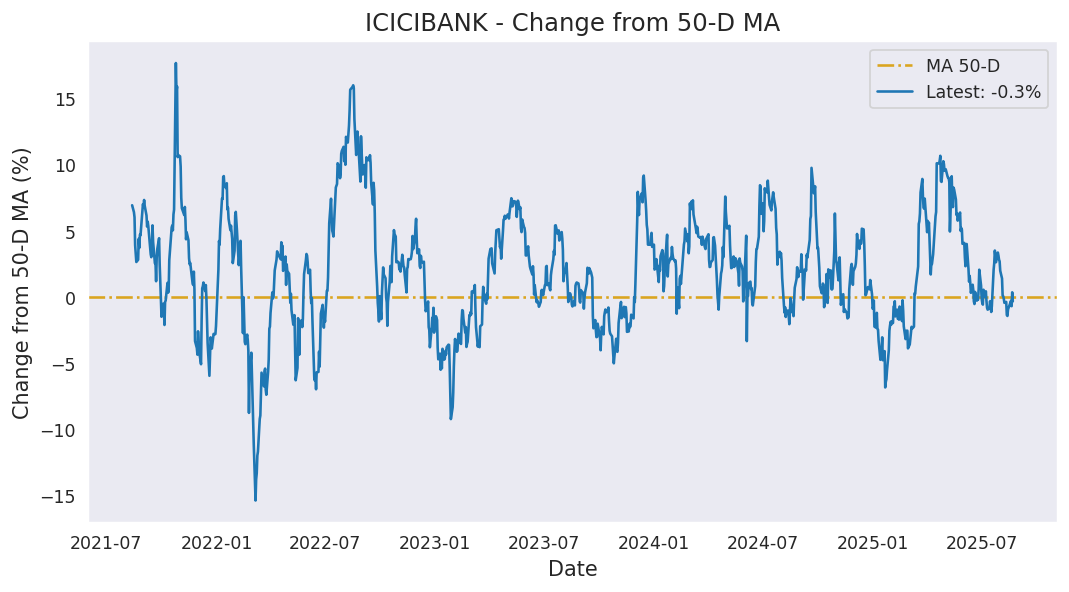 ICICIBANK - Change from 50-D MA
MA 50-D
Latest: -0.3%
Change from 50-D MA (%)
15
10
5
0
−5
−10
−15
2021-07 2022-01 2022-07 2023-01 2023-07 2024-01 2024-07 2025-01 2025-07
Date